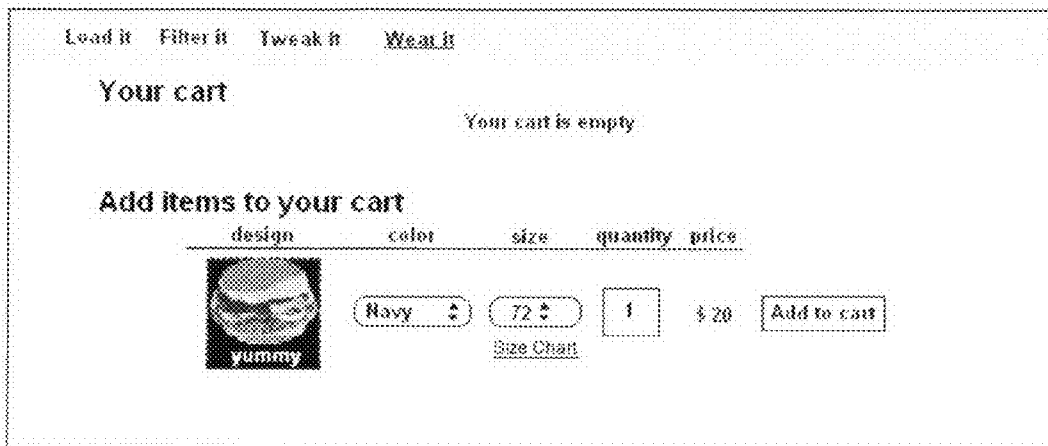 Load it Filter it Tweak it Wear it
Your cart
Your cart is empty
Add items to your cart
design color size quantity price
yummy
Navy 72 1 $ 20 Add to cart
Size Chart